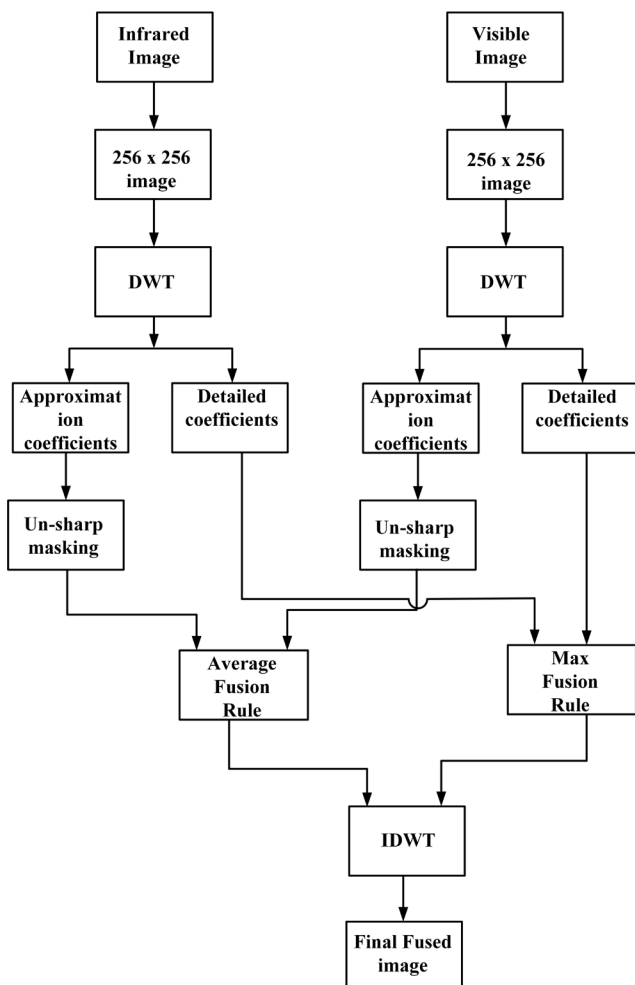 Infrared
Image
Visible
Image
256 x 256
image
256 x 256
image
DWT
DWT
Approximat
ion
coefficients
Detailed
coefficients
Approximat
ion
coefficients
Detailed
coefficients
Un-sharp
masking
Un-sharp
masking
Average
Fusion
Rule
Max
Fusion
Rule
IDWT
Final Fused
image